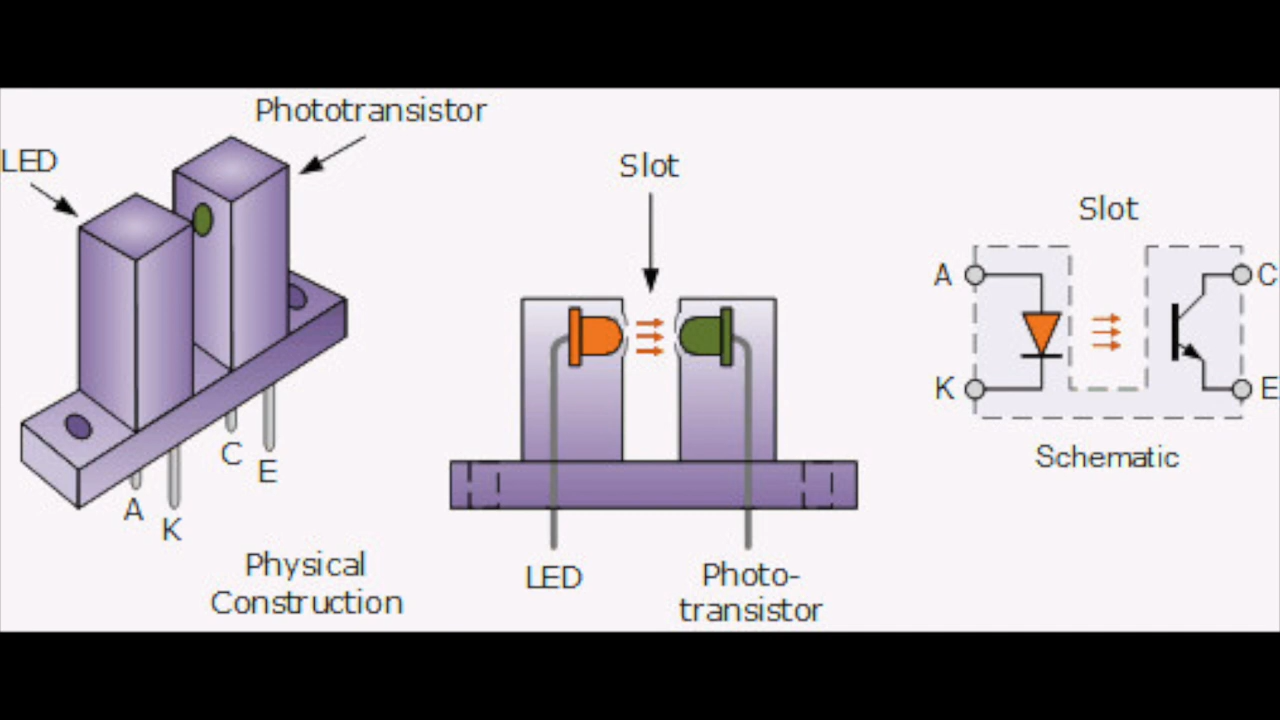 Phototransistor
LED
A
K
C
E
Physical
Construction
Slot
LED
Photo-
transistor
Slot
A
C
K
E
Schematic